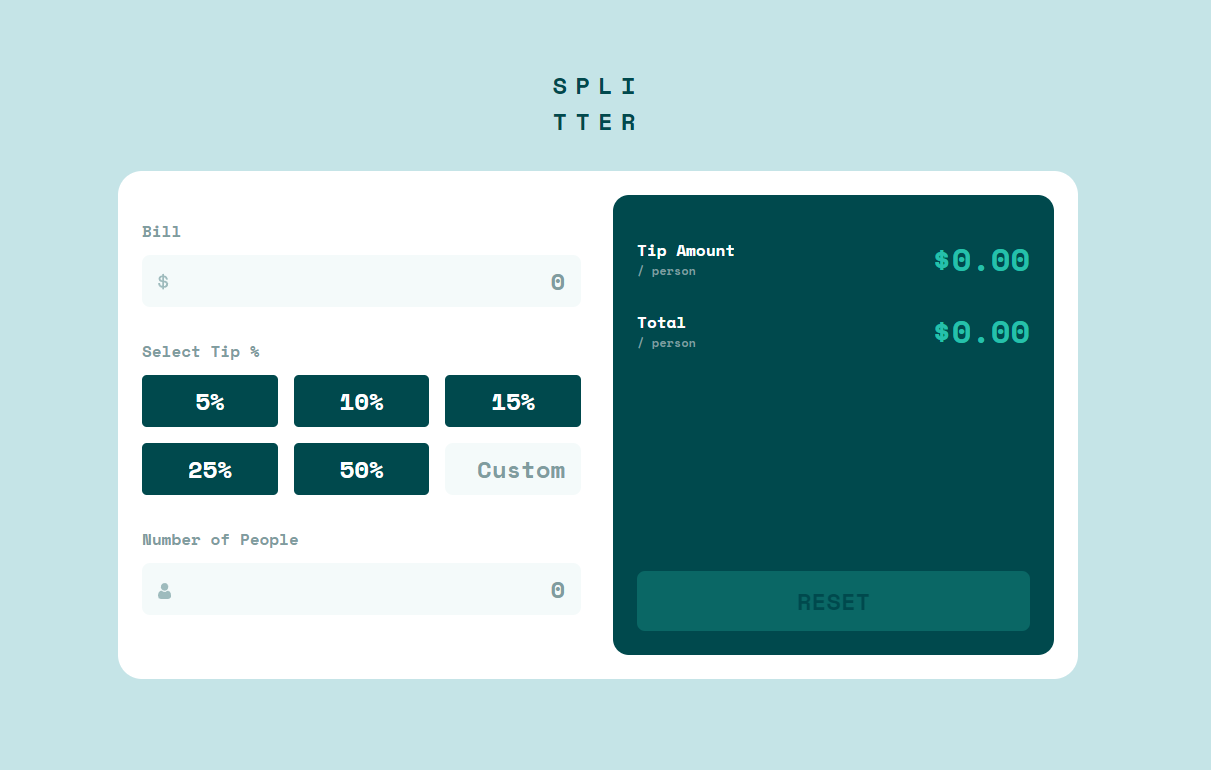 SPLI
TTER
Bill
$ 0
Select Tip %
5% 10% 15%
25% 50% Custom
Number of People
0
Tip Amount
/ person
$0.00
Total
/ person
$0.00
RESET